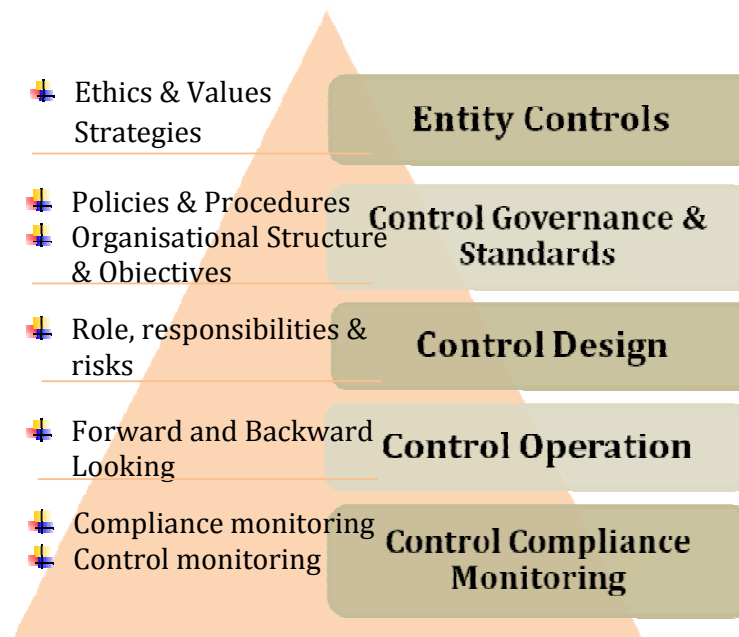 Ethics & Values
Strategies
Entity Controls
Policies & Procedures
Organisational Structure
& Obiectives
Control Governance &
Standards
Role, responsibilities &
risks
Control Design
Forward and Backward
Looking
Control Operation
Compliance monitoring
Control monitoring
Control Compliance
Monitoring